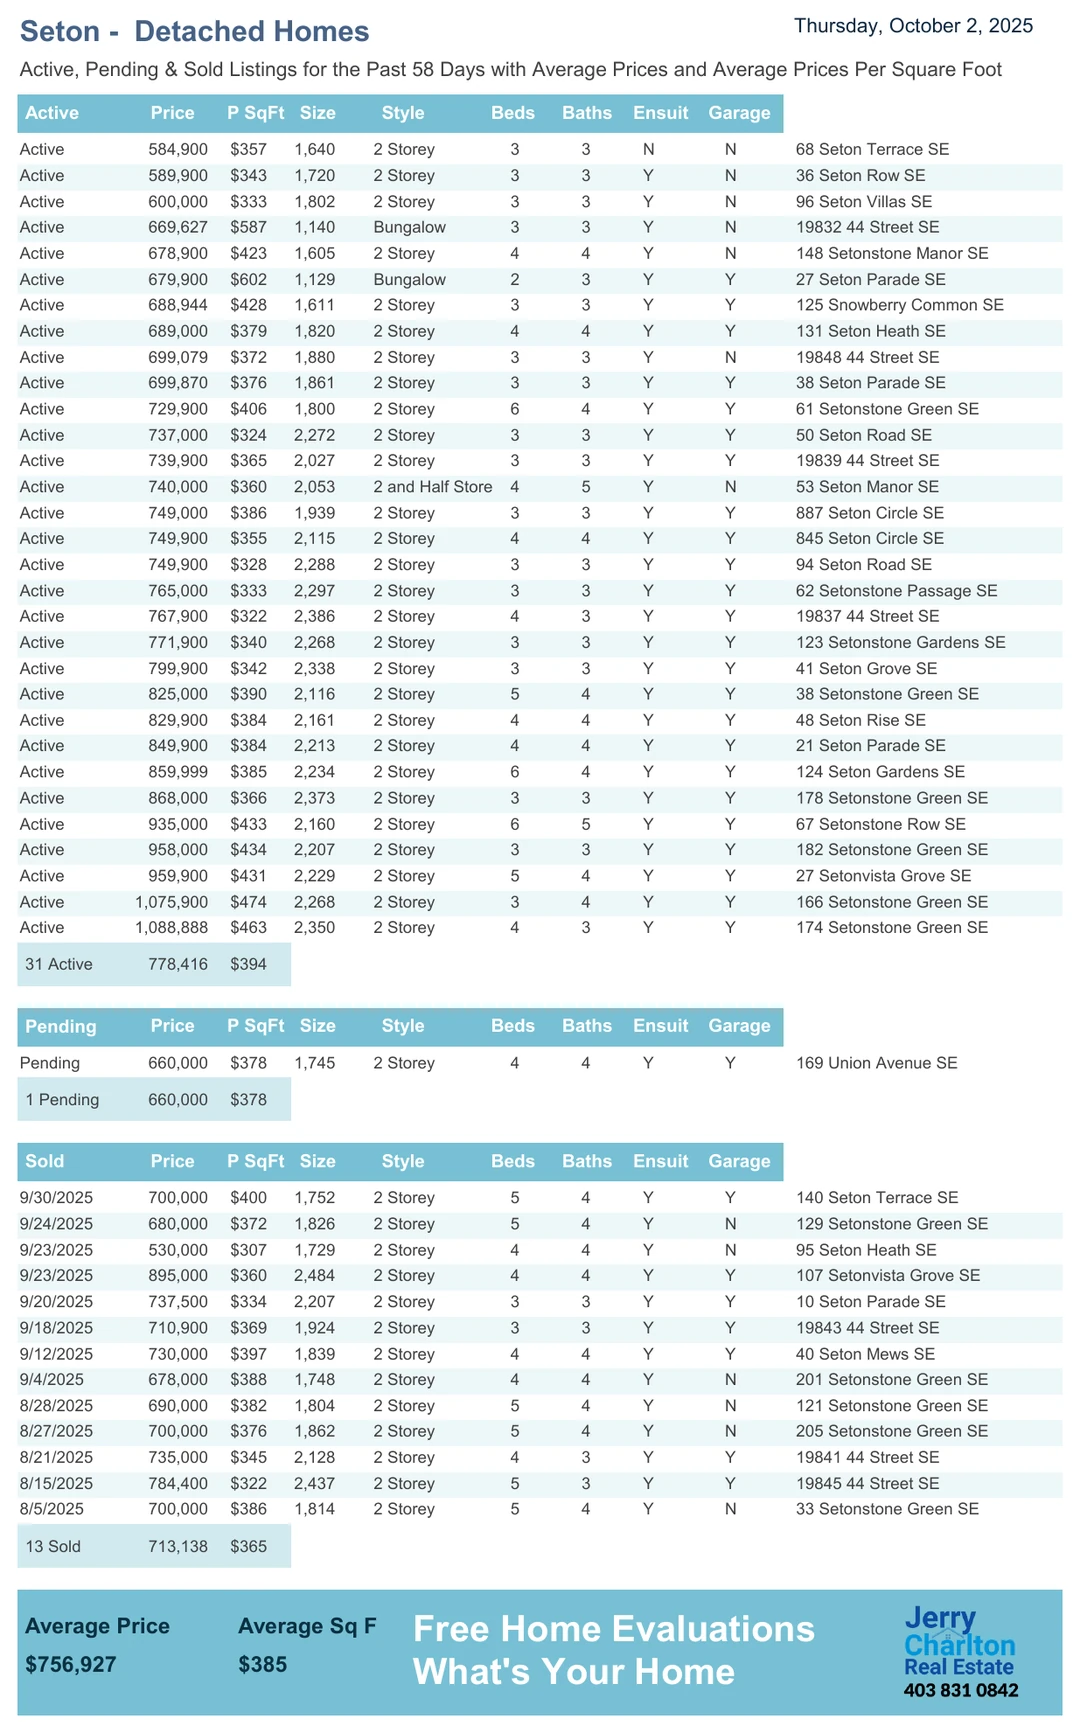 Seton -  Detached Homes
Thursday, October 2, 2025
Active, Pending & Sold Listings for the Past 58 Days with Average Prices and Average Prices Per Square Foot
Active Price P SqFt Size Style Beds Baths Ensuit Garage
Active 584,900 $357 1,640 2 Storey 3 3 N N 68 Seton Terrace SE
Active 589,900 $343 1,720 2 Storey 3 3 Y N 36 Seton Row SE
Active 600,000 $333 1,802 2 Storey 3 3 Y N 96 Seton Villas SE
Active 669,627 $587 1,140 Bungalow 3 3 Y N 19832 44 Street SE
Active 678,900 $423 1,605 2 Storey 4 4 Y N 148 Setonstone Manor SE
Active 679,900 $602 1,129 Bungalow 2 3 Y Y 27 Seton Parade SE
Active 688,944 $428 1,611 2 Storey 3 3 Y Y 125 Snowberry Common SE
Active 689,000 $379 1,820 2 Storey 4 4 Y Y 131 Seton Heath SE
Active 699,079 $372 1,880 2 Storey 3 3 Y N 19848 44 Street SE
Active 699,870 $376 1,861 2 Storey 3 3 Y Y 38 Seton Parade SE
Active 729,900 $406 1,800 2 Storey 6 4 Y Y 61 Setonstone Green SE
Active 737,000 $324 2,272 2 Storey 3 3 Y Y 50 Seton Road SE
Active 739,900 $365 2,027 2 Storey 3 3 Y Y 19839 44 Street SE
Active 740,000 $360 2,053 2 and Half Store 4 5 Y N 53 Seton Manor SE
Active 749,000 $386 1,939 2 Storey 3 3 Y Y 887 Seton Circle SE
Active 749,900 $355 2,115 2 Storey 4 4 Y Y 845 Seton Circle SE
Active 749,900 $328 2,288 2 Storey 3 3 Y Y 94 Seton Road SE
Active 765,000 $333 2,297 2 Storey 3 3 Y Y 62 Setonstone Passage SE
Active 767,900 $322 2,386 2 Storey 4 3 Y Y 19837 44 Street SE
Active 771,900 $340 2,268 2 Storey 3 3 Y Y 123 Setonstone Gardens SE
Active 799,900 $342 2,338 2 Storey 3 3 Y Y 41 Seton Grove SE
Active 825,000 $390 2,116 2 Storey 5 4 Y Y 38 Setonstone Green SE
Active 829,900 $384 2,161 2 Storey 4 4 Y Y 48 Seton Rise SE
Active 849,900 $384 2,213 2 Storey 4 4 Y Y 21 Seton Parade SE
Active 859,999 $385 2,234 2 Storey 6 4 Y Y 124 Seton Gardens SE
Active 868,000 $366 2,373 2 Storey 3 3 Y Y 178 Setonstone Green SE
Active 935,000 $433 2,160 2 Storey 6 5 Y Y 67 Setonstone Row SE
Active 958,000 $434 2,207 2 Storey 3 3 Y Y 182 Setonstone Green SE
Active 959,900 $431 2,229 2 Storey 5 4 Y Y 27 Setonvista Grove SE
Active 1,075,900 $474 2,268 2 Storey 3 4 Y Y 166 Setonstone Green SE
Active 1,088,888 $463 2,350 2 Storey 4 3 Y Y 174 Setonstone Green SE
31 Active 778,416 $394
Pending Price P SqFt Size Style Beds Baths Ensuit Garage
Pending 660,000 $378 1,745 2 Storey 4 4 Y Y 169 Union Avenue SE
1 Pending 660,000 $378
Sold Price P SqFt Size Style Beds Baths Ensuit Garage
9/30/2025 700,000 $400 1,752 2 Storey 5 4 Y Y 140 Seton Terrace SE
9/24/2025 680,000 $372 1,826 2 Storey 5 4 Y N 129 Setonstone Green SE
9/23/2025 530,000 $307 1,729 2 Storey 4 4 Y N 95 Seton Heath SE
9/23/2025 895,000 $360 2,484 2 Storey 4 4 Y Y 107 Setonvista Grove SE
9/20/2025 737,500 $334 2,207 2 Storey 3 3 Y Y 10 Seton Parade SE
9/18/2025 710,900 $369 1,924 2 Storey 3 3 Y Y 19843 44 Street SE
9/12/2025 730,000 $397 1,839 2 Storey 4 4 Y Y 40 Seton Mews SE
9/4/2025 678,000 $388 1,748 2 Storey 4 4 Y N 201 Setonstone Green SE
8/28/2025 690,000 $382 1,804 2 Storey 5 4 Y N 121 Setonstone Green SE
8/27/2025 700,000 $376 1,862 2 Storey 5 4 Y N 205 Setonstone Green SE
8/21/2025 735,000 $345 2,128 2 Storey 4 3 Y Y 19841 44 Street SE
8/15/2025 784,400 $322 2,437 2 Storey 5 3 Y Y 19845 44 Street SE
8/5/2025 700,000 $386 1,814 2 Storey 5 4 Y N 33 Setonstone Green SE
13 Sold 713,138 $365
Average Price Average Sq F
$756,927 $385
Free Home Evaluations
What's Your Home
Jerry
Charlton
Real Estate
403 831 0842